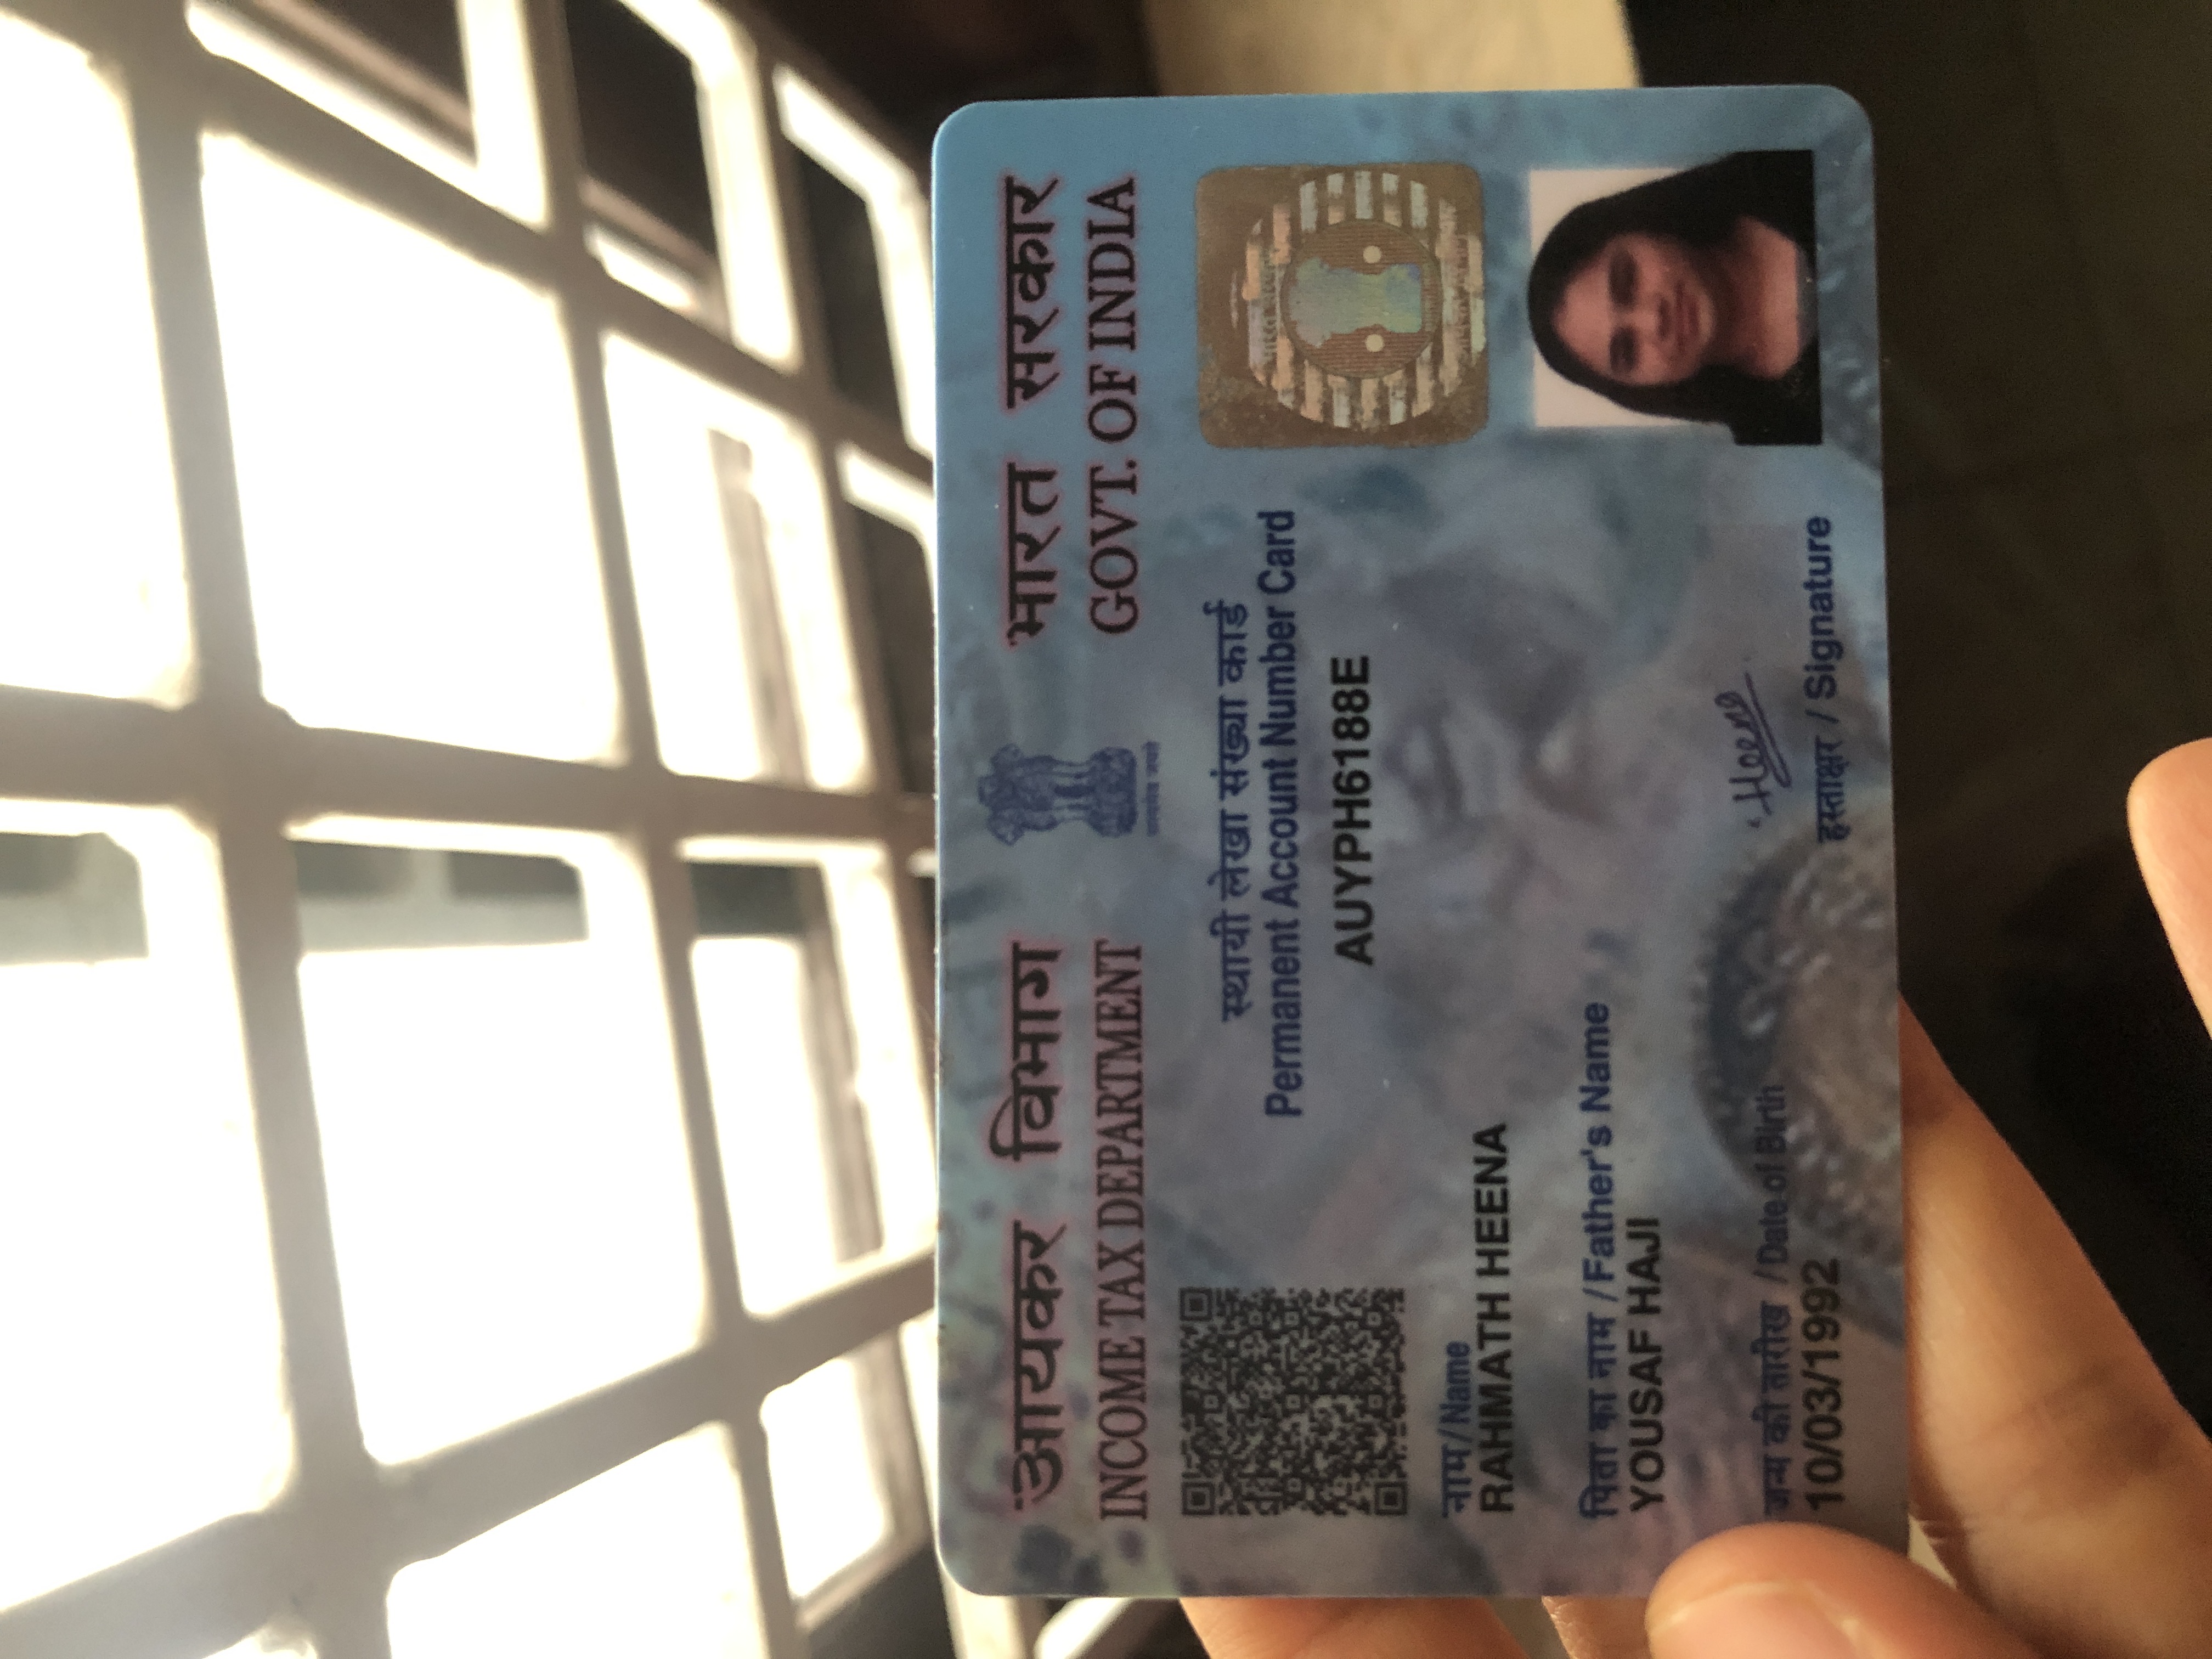 आयकर विभाग
INCOME TAX DEPARTMENT
भारत सरकार
GOVT. OF INDIA
सत्यमेव जयते
स्थायी लेखा संख्या कार्ड
Permanent Account Number Card
AUYPH6188E
नाम/Name
RAHMATH HEENA
पिता का नाम /Father's Name
YOUSAF HAJI
जन्म की तारीख /Date of Birth
10/03/1992
Heena
हस्ताक्षर / Signature